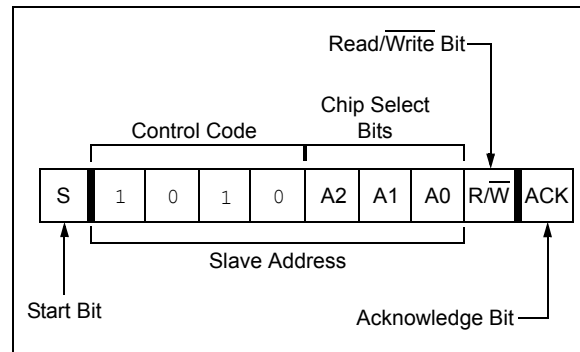 Read/Write Bit
Chip Select
Bits
Control Code
S 1 0 1 0 A2 A1 A0 R/W ACK
Slave Address
Start Bit
Acknowledge Bit